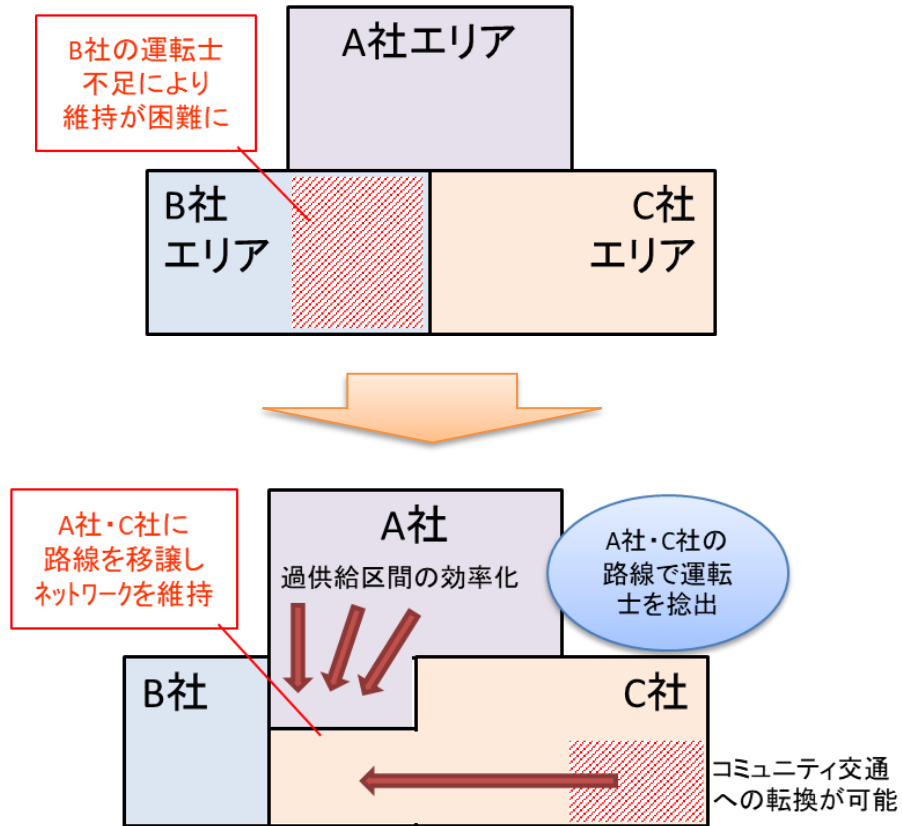 B社の運転士
不足により
維持が困難に
A社エリア
B社
エリア
C社
エリア
A社・C社に
路線を移譲し
ネットワークを維持
A社
過供給区間の効率化
A社・C社の
路線で運転
士を捻出
B社
C社
コミュニティ交通
への転換が可能